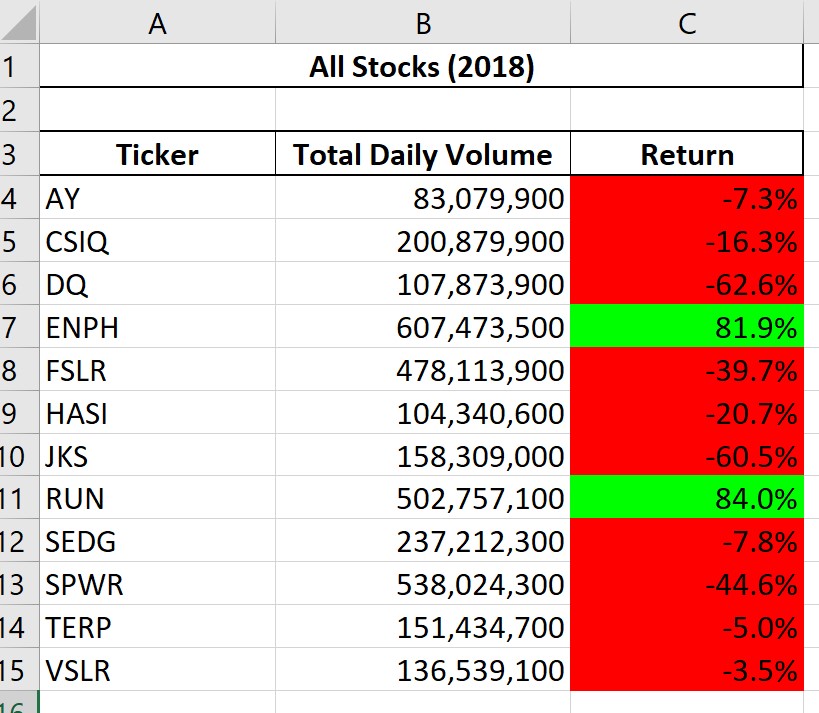 A B C
1 All Stocks (2018)
2
3 Ticker Total Daily Volume Return
4 AY 83,079,900 -7.3%
5 CSIQ 200,879,900 -16.3%
6 DQ 107,873,900 -62.6%
7 ENPH 607,473,500 81.9%
8 FSLR 478,113,900 -39.7%
9 HASI 104,340,600 -20.7%
10 JKS 158,309,000 -60.5%
11 RUN 502,757,100 84.0%
12 SEDG 237,212,300 -7.8%
13 SPWR 538,024,300 -44.6%
14 TERP 151,434,700 -5.0%
15 VSLR 136,539,100 -3.5%
16